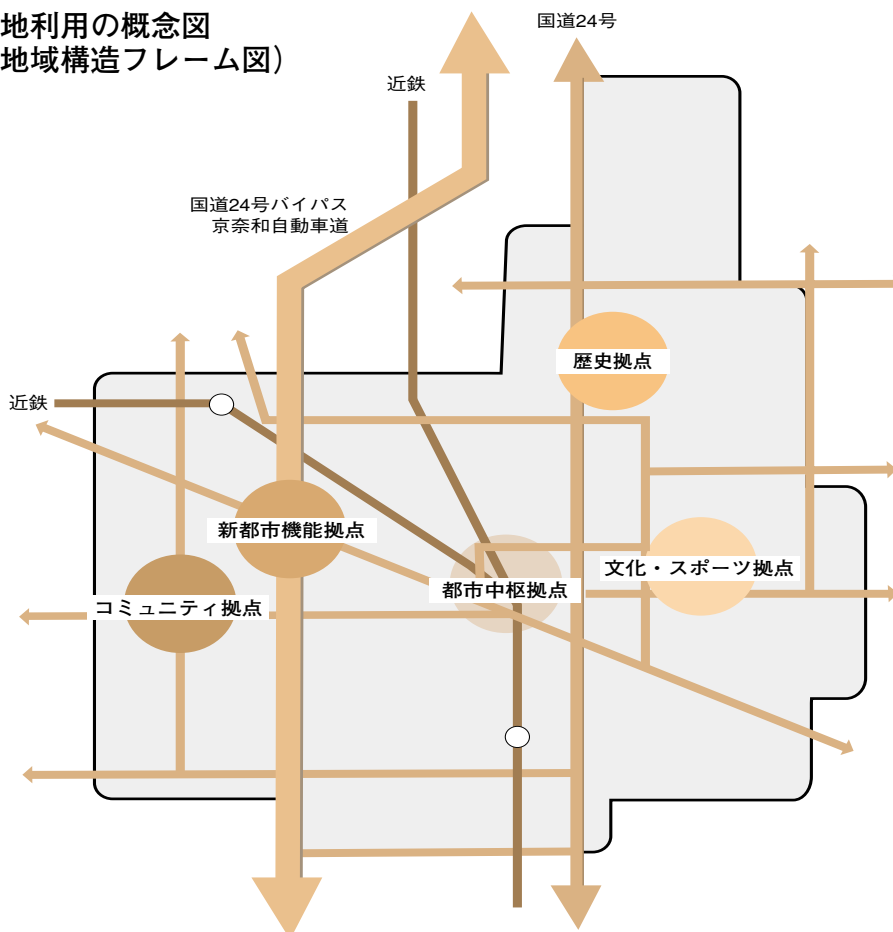 地利用の概念図
地域構造フレーム図)
国道24号
近鉄
国道24号バイパス
京奈和自動車道
歴史拠点
近鉄
新都市機能拠点
文化・スポーツ拠点
都市中枢拠点
コミュニティ拠点